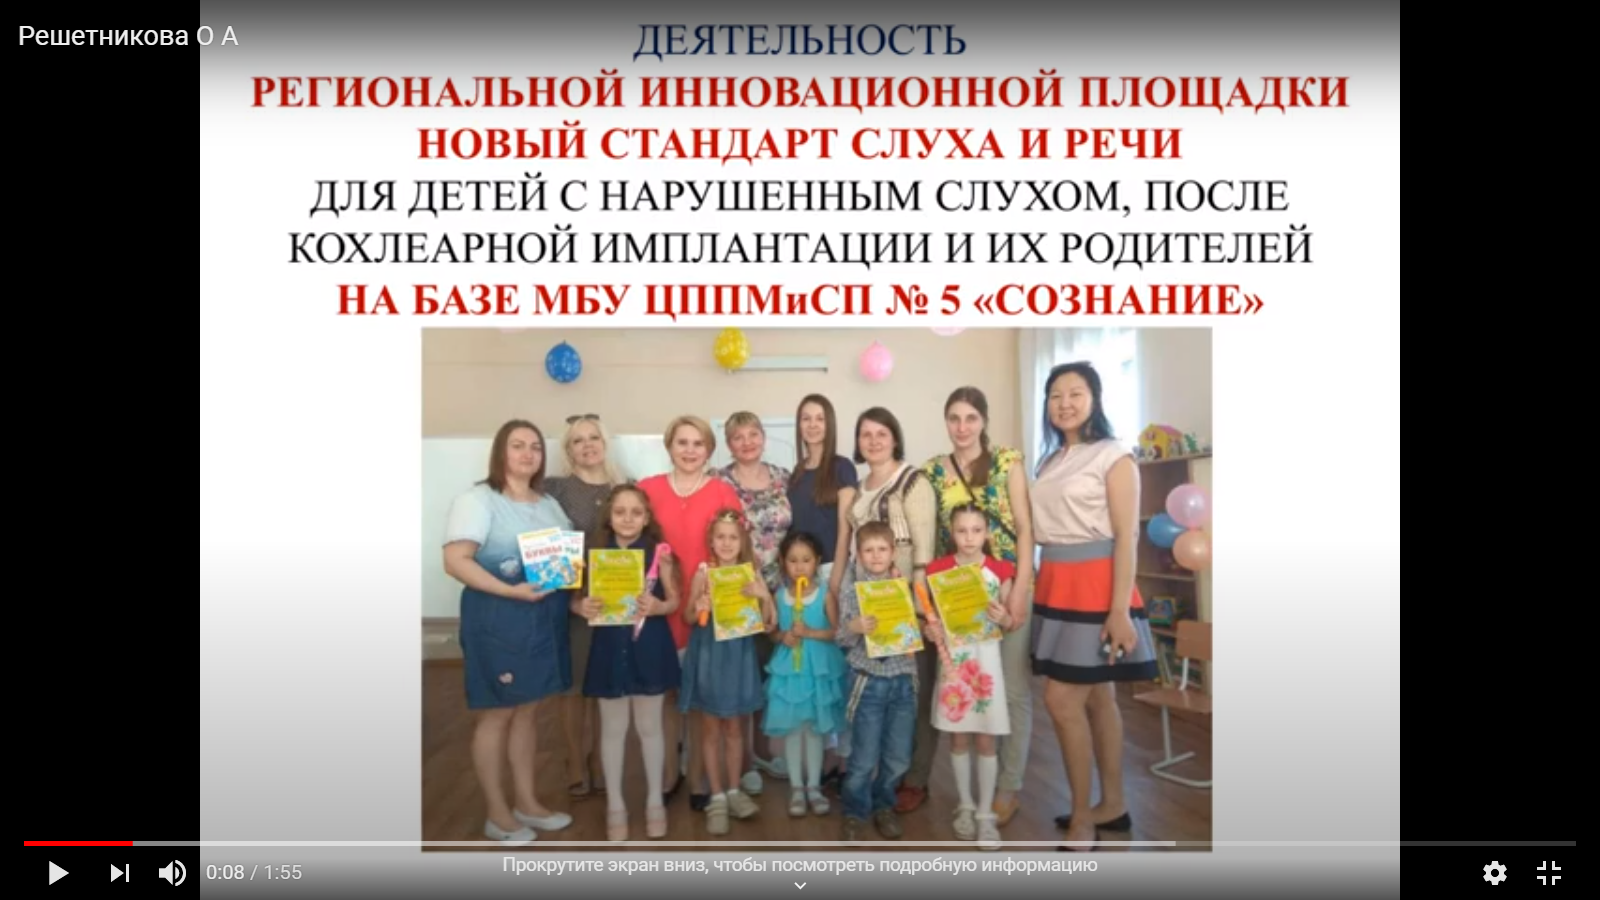 Решетникова О А
ДЕЯТЕЛЬНОСТЬ
РЕГИОНАЛЬНОЙ ИННОВАЦИОННОЙ ПЛОЩАДКИ
НОВЫЙ СТАНДАРТ СЛУХА И РЕЧИ
ДЛЯ ДЕТЕЙ С НАРУШЕННЫМ СЛУХОМ, ПОСЛЕ
КОХЛЕАРНОЙ ИМПЛАНТАЦИИ И ИХ РОДИТЕЛЕЙ
НА БАЗЕ МБУ ЦППМиСП № 5 «СОЗНАНИЕ»
БУКВЫ
0:08 / 1:55
Прокрутите экран вниз, чтобы посмотреть подробную информацию